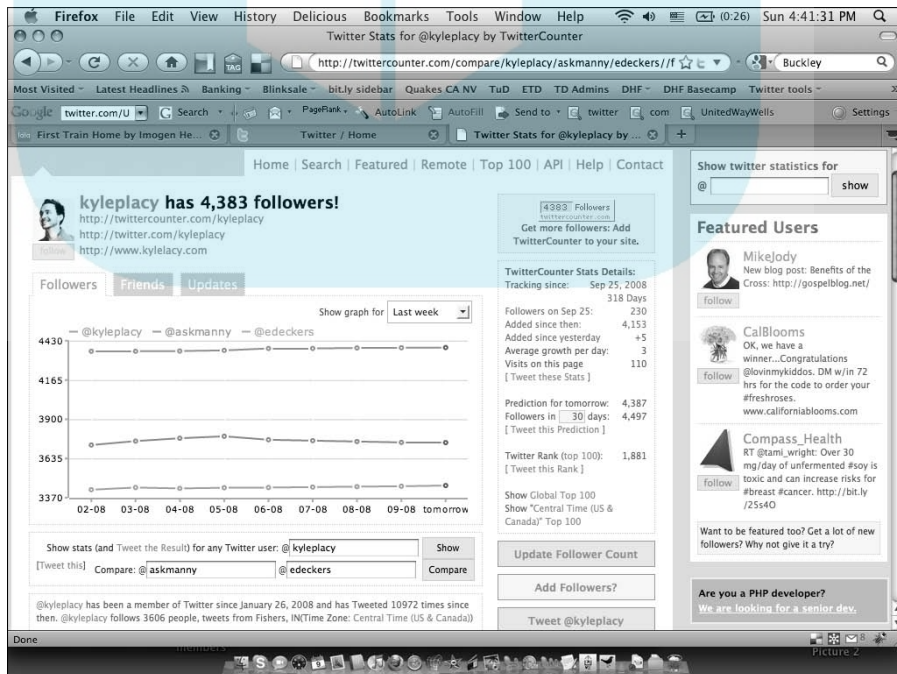 Firefox File Edit View History Delicious Bookmarks Tools Window Help (0:26) Sun 4:41:31 PM
Twitter Stats for @kyleplacy by TwitterCounter
http://twittercounter.com/compare/kyleplacy/askmanny/edeckers//f
Buckley
Most Visited Latest Headlines Banking Blinksale bit.ly sidebar Quakes CA NV TuD ETD TD Admins DHF DHF Basecamp Twitter tools
Google twitter.com/U Search PageRank AutoLink AutoFill Send to twitter com UnitedWayWells Settings
First Train Home by Imogen He... Twitter / Home Twitter Stats for @kyleplacy by ...
Home | Search | Featured | Remote | Top 100 | API | Help | Contact
kyleplacy has 4,383 followers!
http://twittercounter.com/kyleplacy
http://twitter.com/kyleplacy
http://www.kylelacy.com
follow
Followers Friends Updates
Show graph for Last week
@kyleplacy @askmanny @edeckers
4430
4165
3900
3635
3370
02-08 03-08 04-08 05-08 06-08 07-08 08-08 09-08 tomorrow
Show stats (and Tweet the Result) for any Twitter user: @ kyleplacy Show
[Tweet this] Compare: @ askmanny @ edeckers Compare
@kyleplacy has been a member of Twitter since January 26, 2008 and has Tweeted 10972 times since
then. @kyleplacy follows 3606 people, tweets from Fishers, IN(Time Zone: Central Time (US & Canada))
4383 Followers
twittercounter.com
Get more followers: Add
TwitterCounter to your site.
TwitterCounter Stats Details:
Tracking since: Sep 25, 2008
318 Days
Followers on Sep 25: 230
Added since then: 4,153
Added since yesterday +5
Average growth per day: 3
Visits on this page 110
[ Tweet these Stats ]
Prediction for tomorrow: 4,387
Followers in 30 days: 4,497
[ Tweet this Prediction ]
Twitter Rank (top 100): 1,881
[ Tweet this Rank ]
Show Global Top 100
Show "Central Time (US &
Canada)" Top 100
Update Follower Count
Add Followers?
Tweet @kyleplacy
Show twitter statistics for
@ show
Featured Users
MikeJody
New blog post: Benefits of the
Cross: http://gospelblog.net/
follow
CalBlooms
OK, we have a
winner...Congratulations
@lovinmykiddos. DM w/in 72
hrs for the code to order your
#freshroses.
www.californiablooms.com
follow
Compass_Health
RT @tami_wright: Over 30
mg/day of unfermented #soy is
toxic and can increase risks for
#breast #cancer. http://bit.ly
/25s4O
follow
Want to be featured too? Get a lot of new
followers? Why not give it a try?
Are you a PHP developer?
We are looking for a senior dev.
Done
8
members
Picture 2